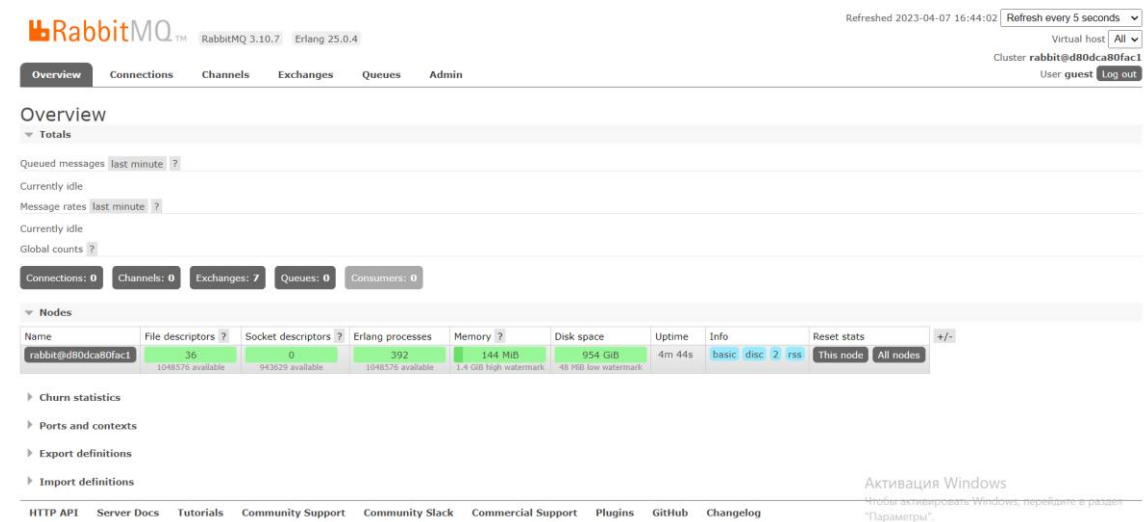 Refreshed 2023-04-07 16:44:02 Refresh every 5 seconds
RabbitMQ TM RabbitMQ 3.10.7 Erlang 25.0.4
Virtual host All
Cluster rabbit@d80dca80fac1
Overview Connections Channels Exchanges Queues Admin
User guest Log out
Overview
Totals
Queued messages last minute ?
Currently idle
Message rates last minute ?
Currently idle
Global counts ?
Connections: 0 Channels: 0 Exchanges: 7 Queues: 0 Consumers: 0
Nodes
Name File descriptors ? Socket descriptors ? Erlang processes Memory ? Disk space Uptime Info Reset stats +/-
rabbit@d80dca80fac1 36 0 392 144 MiB 954 GiB 4m 44s basic disc 2 rss This node All nodes
1048576 available 943629 available 1048576 available 1.4 GiB high watermark 48 MiB low watermark
Churn statistics
Ports and contexts
Export definitions
Import definitions
Активация Windows
Чтобы активировать Windows, перейдите в раздел
HTTP API Server Docs Tutorials Community Support Community Slack Commercial Support Plugins GitHub Changelog
"Параметры".